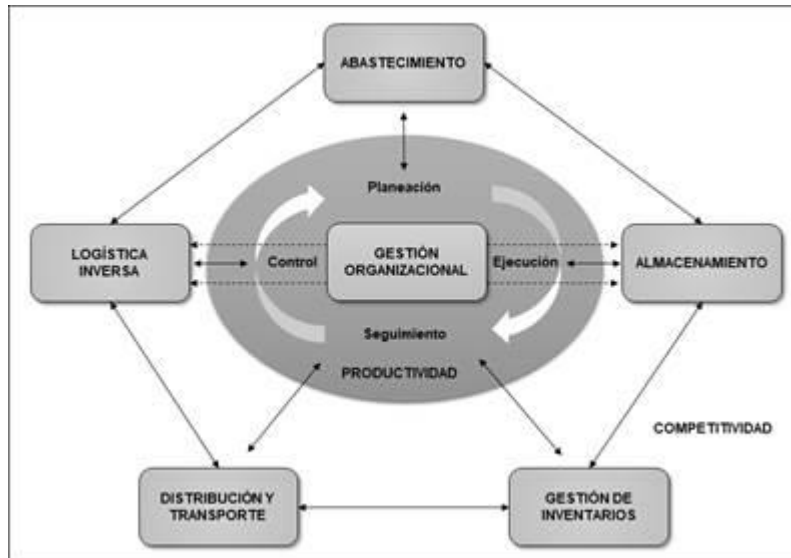 ABASTECIMIENTO
Planeación
LOGÍSTICA
INVERSA
Control
GESTIÓN
ORGANIZACIONAL
Ejecución
ALMACENAMIENTO
Seguimiento
PRODUCTIVIDAD
COMPETITIVIDAD
DISTRIBUCIÓN Y
TRANSPORTE
GESTIÓN DE
INVENTARIOS